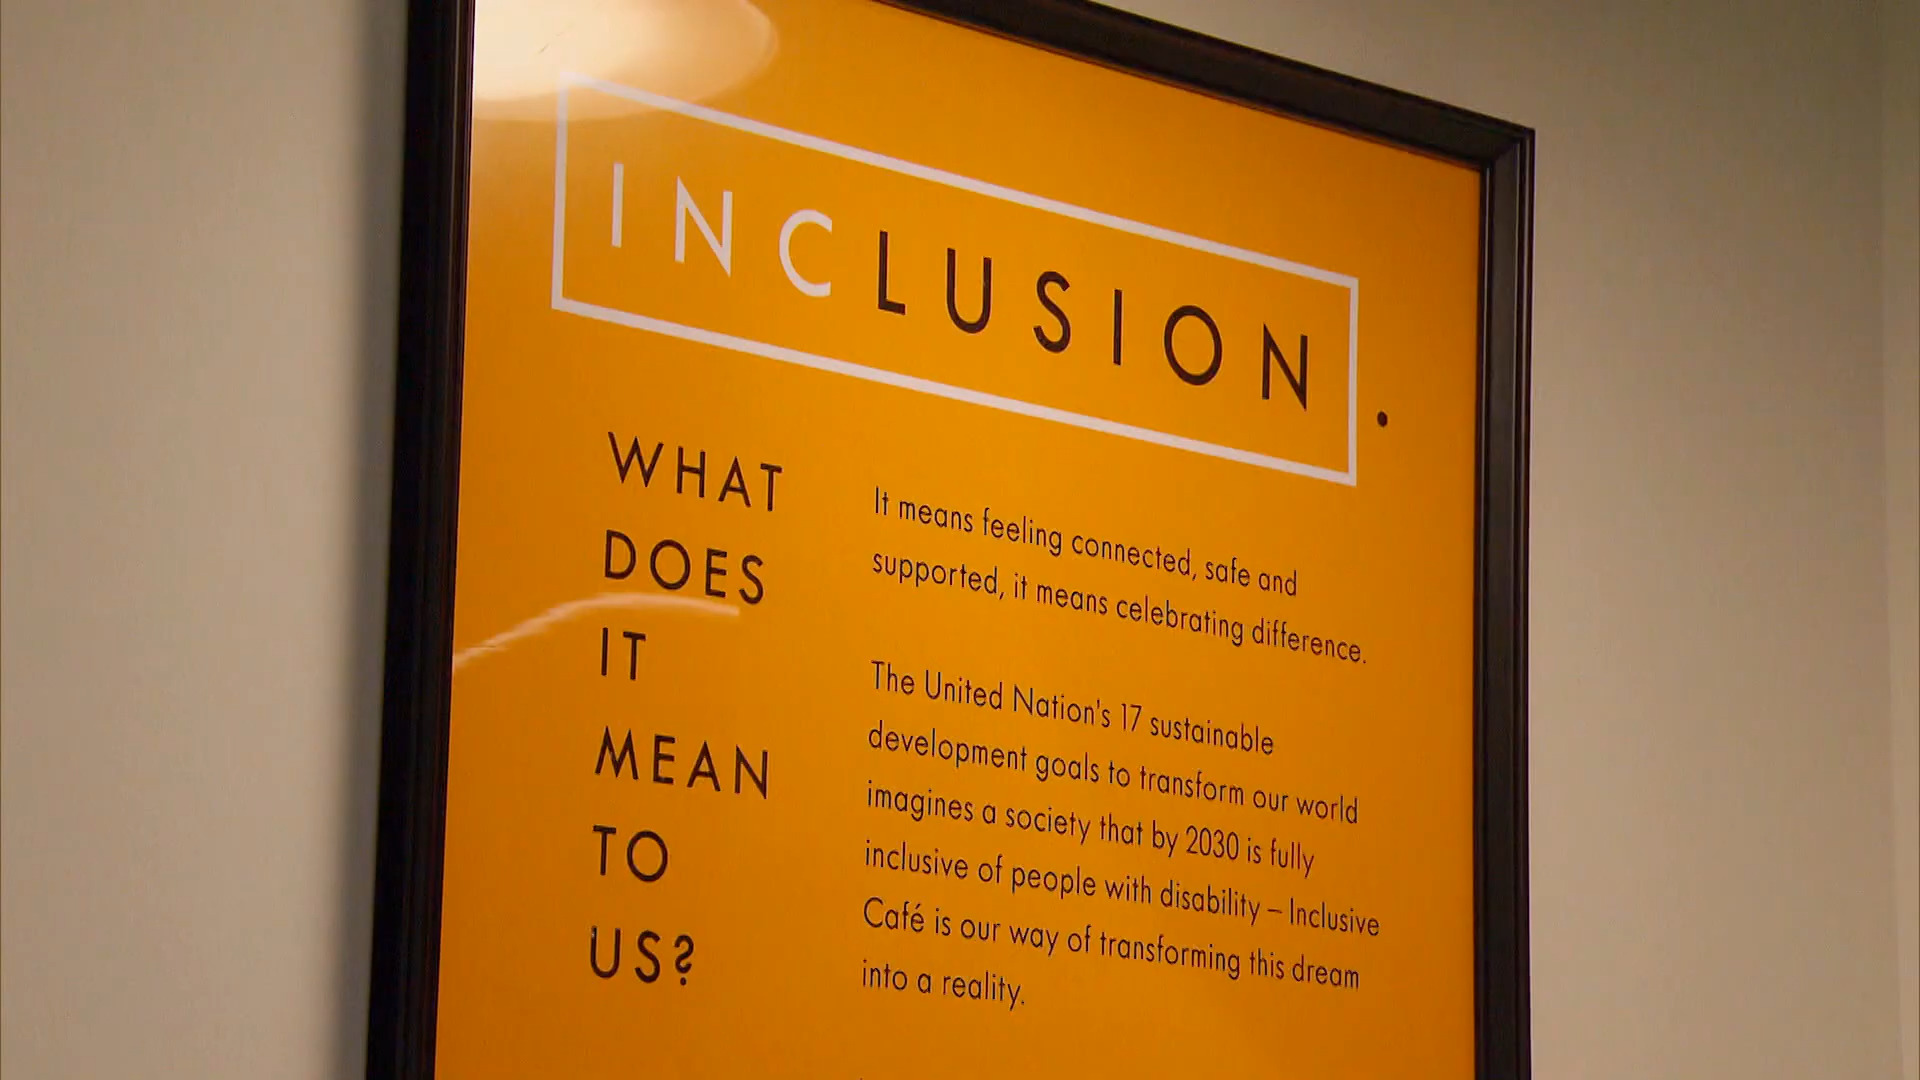 INCLUSION.
WHAT
DOES
IT
MEAN
TO
US?
It means feeling connected, safe and
supported, it means celebrating difference.
The United Nation's 17 sustainable
development goals to transform our world
imagines a society that by 2030 is fully
inclusive of people with disability – Inclusive
Café is our way of transforming this dream
into a reality.